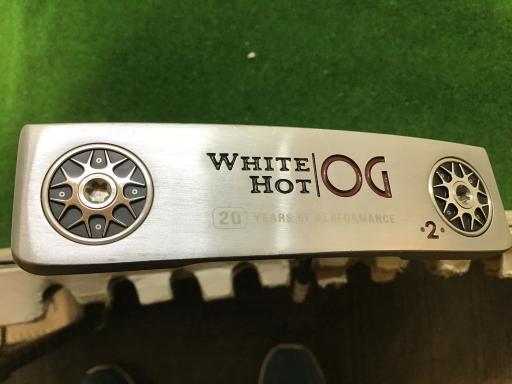 WHITE HOT OG
20 YEARS OF PERFORMANCE
·2·